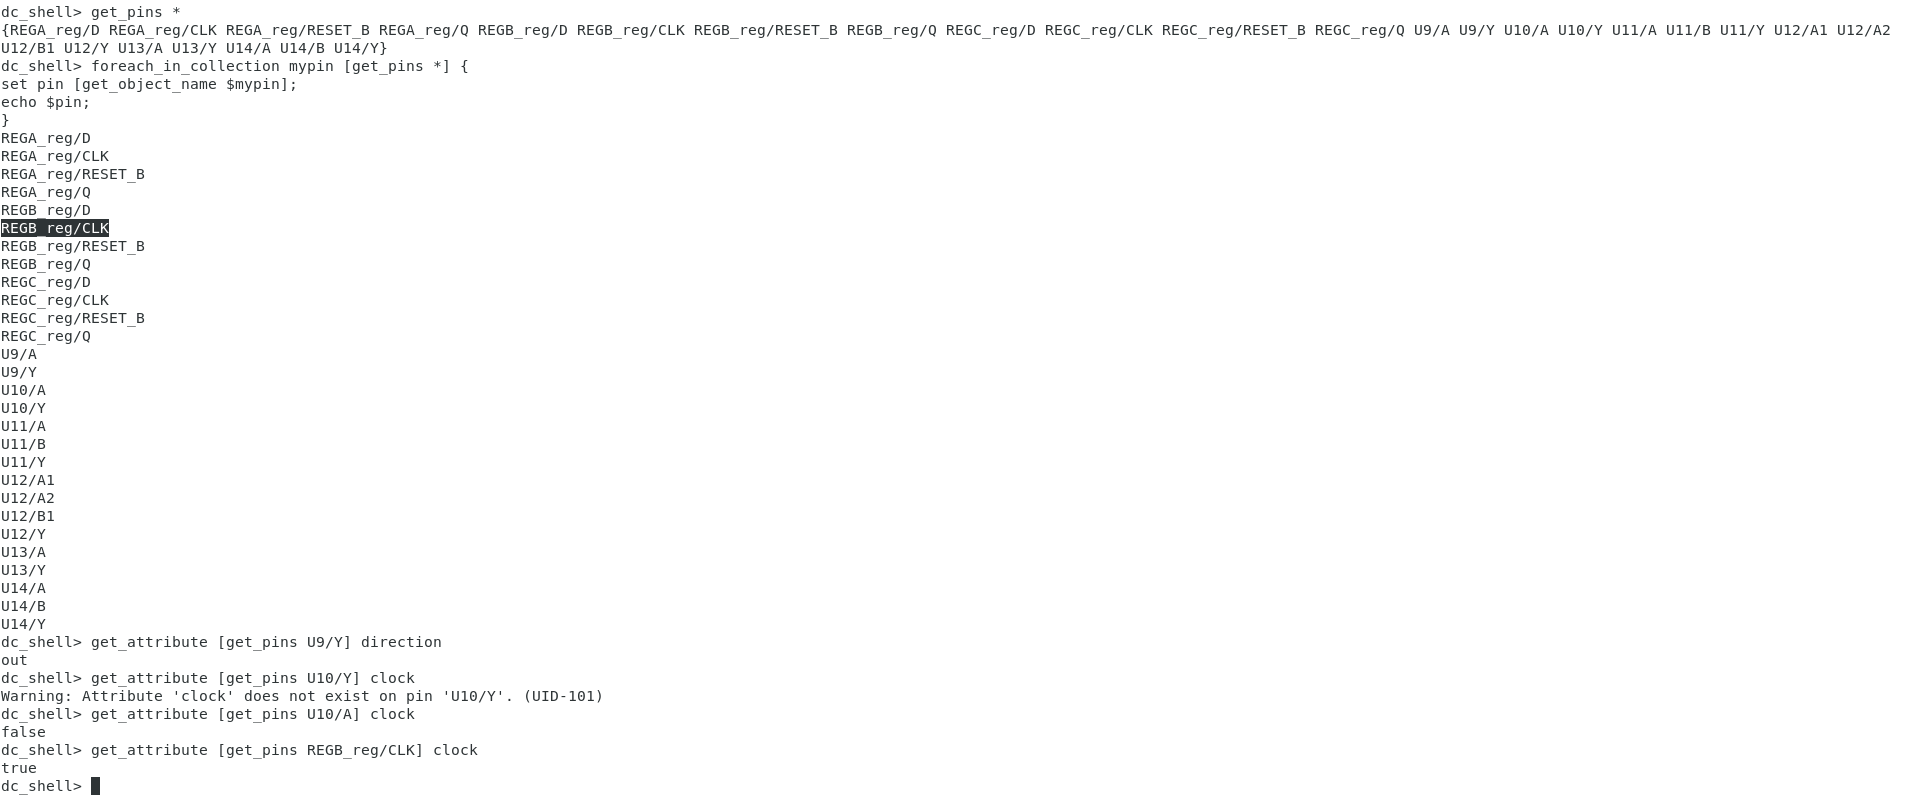 dc_shell> get_pins *
{REGA_reg/D REGA_reg/CLK REGA_reg/RESET_B REGA_reg/Q REGB_reg/D REGB_reg/CLK REGB_reg/RESET_B REGB_reg/Q REGC_reg/D REGC_reg/CLK REGC_reg/RESET_B REGC_reg/Q U9/A U9/Y U10/A U10/Y U11/A U11/B U11/Y U12/A1 U12/A2
U12/B1 U12/Y U13/A U13/Y U14/A U14/B U14/Y}
dc_shell> foreach_in_collection mypin [get_pins *] {
set pin [get_object_name $mypin];
echo $pin;
}
REGA_reg/D
REGA_reg/CLK
REGA_reg/RESET_B
REGA_reg/Q
REGB_reg/D
REGB_reg/CLK
REGB_reg/RESET_B
REGB_reg/Q
REGC_reg/D
REGC_reg/CLK
REGC_reg/RESET_B
REGC_reg/Q
U9/A
U9/Y
U10/A
U10/Y
U11/A
U11/B
U11/Y
U12/A1
U12/A2
U12/B1
U12/Y
U13/A
U13/Y
U14/A
U14/B
U14/Y
dc_shell> get_attribute [get_pins U9/Y] direction
out
dc_shell> get_attribute [get_pins U10/Y] clock
Warning: Attribute 'clock' does not exist on pin 'U10/Y'. (UID-101)
dc_shell> get_attribute [get_pins U10/A] clock
false
dc_shell> get_attribute [get_pins REGB_reg/CLK] clock
true
dc_shell>